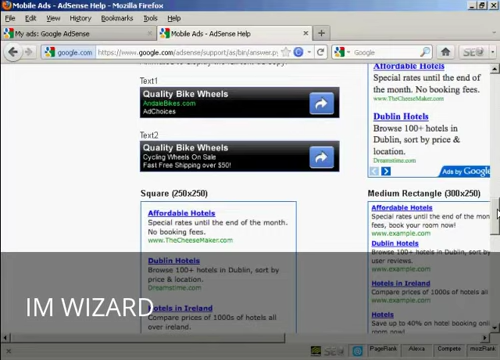 Mobile Ads - AdSense Help - Mozilla Firefox
File Edit View History Bookmarks Tools Help
My ads: Google AdSense
Mobile Ads - AdSense Help
google.com
https://www.google.com/adsense/support/as/bin/answer.p
Google
Text1
Quality Bike Wheels
AndaleBikes.com
AdChoices
Text2
Quality Bike Wheels
Cycling Wheels On Sale
Fast Free Shipping over $50!
Affordable Hotels
Special rates until the end of
the month. No booking fees.
www.TheCheeseMaker.com
Dublin Hotels
Browse 100+ hotels in
Dublin, sort by price &
location.
Dreamstime.com
Ads by Google
Square (250x250)
Affordable Hotels
Special rates until the end of the month.
No booking fees.
www.TheCheeseMaker.com
Dublin Hotels
Browse 100+ hotels in Dublin, sort by
price & location.
Dreamstime.com
Hotels in Ireland
Compare prices of 1000s of hotels all
over Ireland.
Medium Rectangle (300x250)
Affordable Hotels
Special rates until the end of the mon
fees, book your room now!
www.example.com
Dublin Hotels
Browse 100+ hotels in Dublin, sort by
user reviews.
www.example.com
Hotels in Ireland
Compare prices of 1000s of hotels all
www.example.com
Hotels
Save up to 40% on hotel booking onl
IM WIZARD
PageRank
Alexa
Compete
mozRank